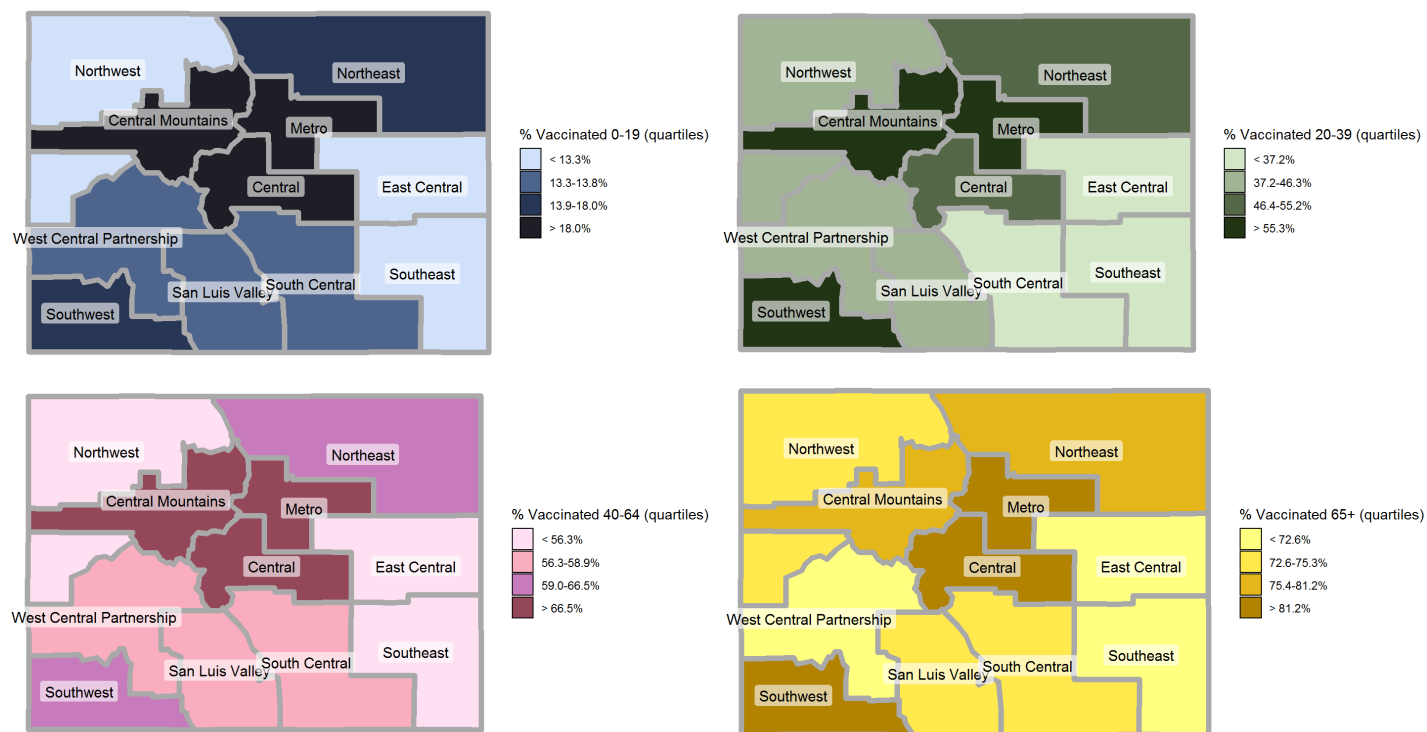 Northwest
Northeast
Central Mountains
Metro
Central
East Central
West Central Partnership
Southeast
San Luis Valley
South Central
Southwest
% Vaccinated 0-19 (quartiles)
< 13.3%
13.3-13.8%
13.9-18.0%
> 18.0%
Northwest
Northeast
Central Mountains
Metro
Central
East Central
West Central Partnership
Southeast
San Luis Valley
South Central
Southwest
% Vaccinated 20-39 (quartiles)
< 37.2%
37.2-46.3%
46.4-55.2%
> 55.3%
Northwest
Northeast
Central Mountains
Metro
Central
East Central
West Central Partnership
Southeast
San Luis Valley
South Central
Southwest
% Vaccinated 40-64 (quartiles)
< 56.3%
56.3-58.9%
59.0-66.5%
> 66.5%
Northwest
Northeast
Central Mountains
Metro
Central
East Central
West Central Partnership
Southeast
San Luis Valley
South Central
Southwest
% Vaccinated 65+ (quartiles)
< 72.6%
72.6-75.3%
75.4-81.2%
> 81.2%